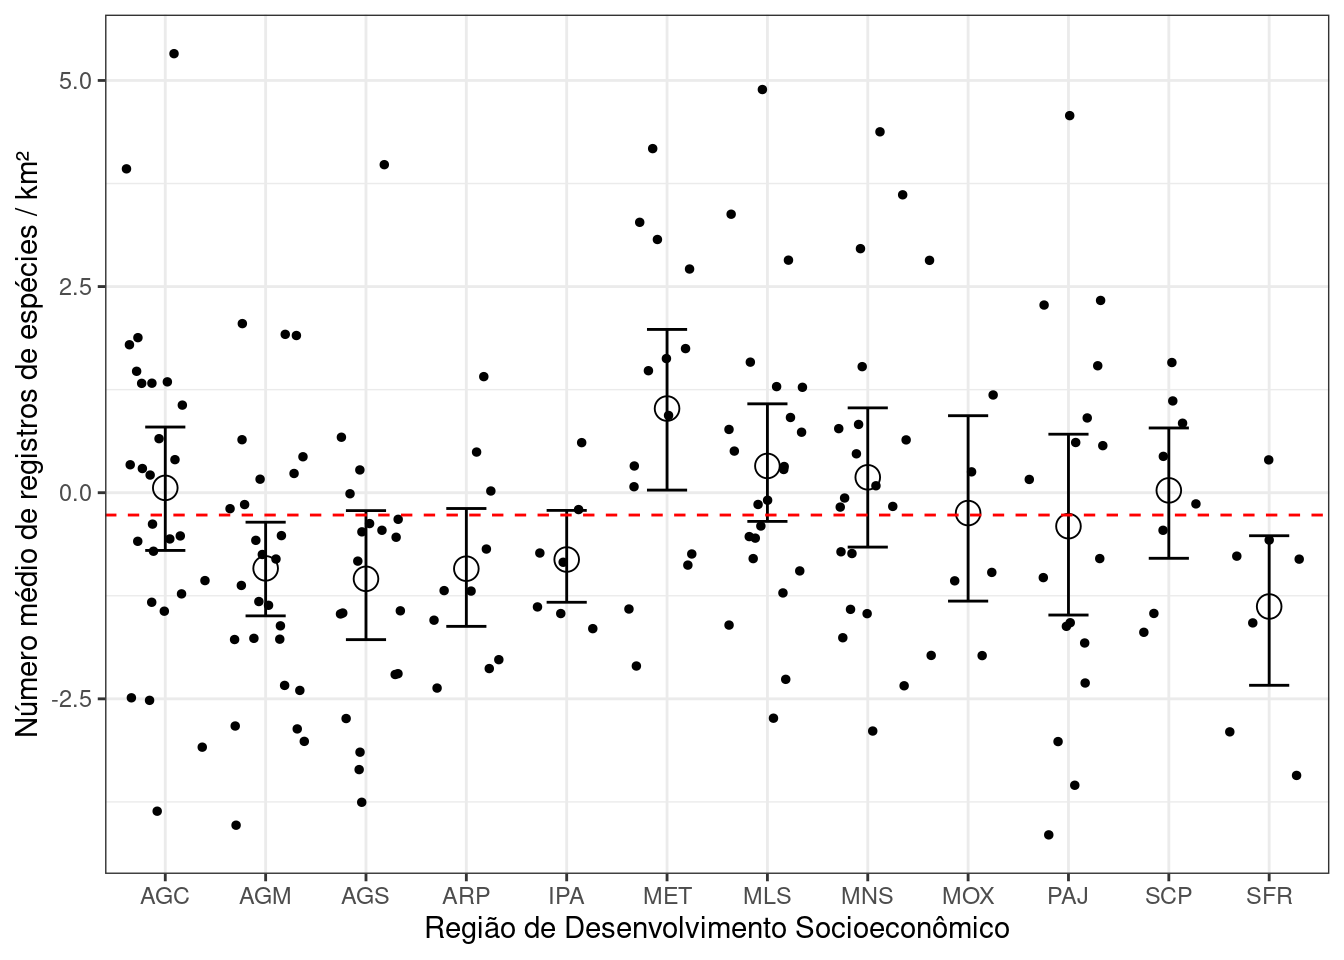 Número médio de registros de espécies / km²
5.0
2.5
0.0
-2.5
AGC AGM AGS ARP IPA MET MLS MNS MOX PAJ SCP SFR
Região de Desenvolvimento Socioeconômico